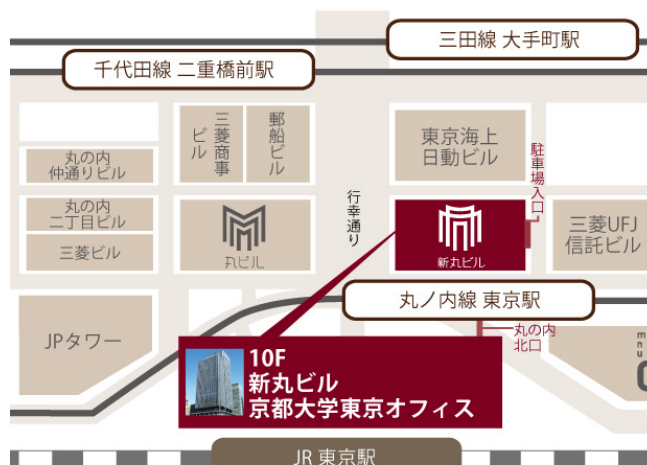 三田線 大手町駅
千代田線 二重橋前駅
三菱商事
ビル
郵船ビル
東京海上
日動ビル
駐車場入口
丸の内
仲通りビル
丸の内
二丁目ビル
三菱ビル
丸ビル
行幸通り
新丸ビル
三菱UFJ
信託ビル
丸ノ内線 東京駅
JPタワー
丸の内
北口
10F
新丸ビル
京都大学東京オフィス
JR 東京駅